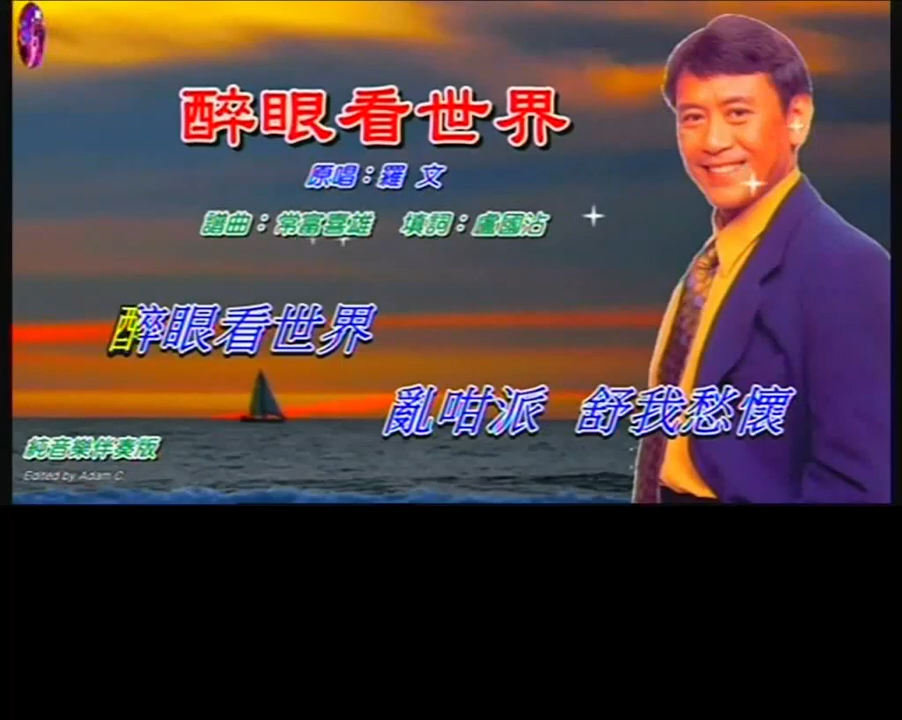 醉眼看世界
原唱：羅 文
譜曲：常富喜雄 填詞：盧國沾
醉眼看世界
亂咁派 舒我愁懷
純音樂伴奏版
Edited by Adam C.